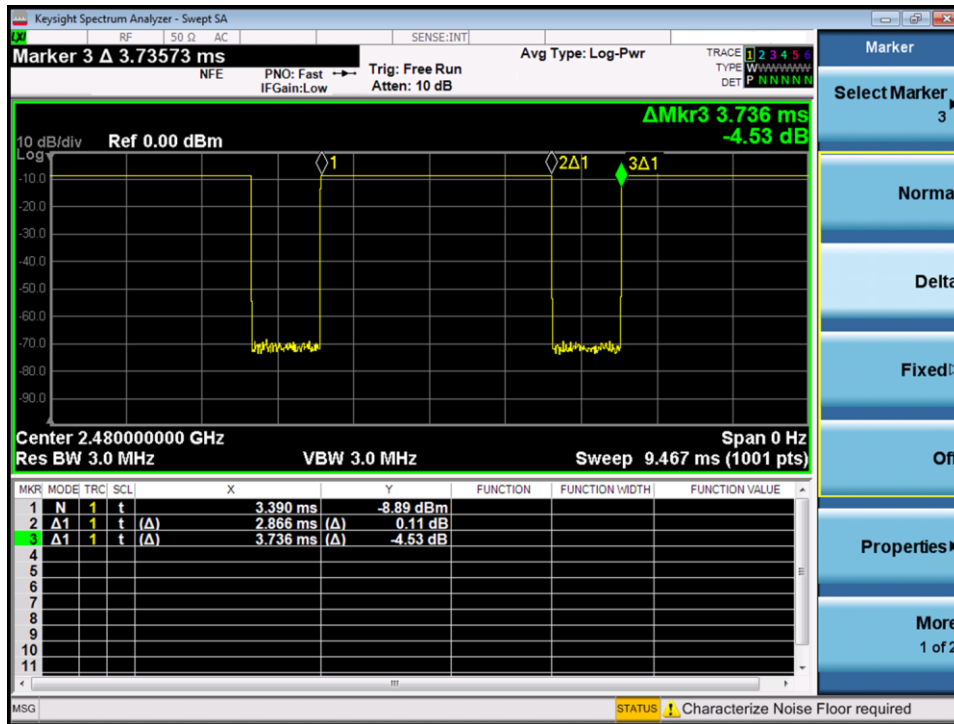 Keysight Spectrum Analyzer - Swept SA
LXI RF 50 Ω AC SENSE:INT
Marker 3 Δ 3.73573 ms
NFE
PNO: Fast
IFGain:Low
Trig: Free Run
Atten: 10 dB
Avg Type: Log-Pwr
TRACE 1 2 3 4 5 6
TYPE WWWWWW
DET P N N N N N
ΔMkr3 3.736 ms
-4.53 dB
10 dB/div Ref 0.00 dBm
Log
1 2Δ1 3Δ1
-10.0
-20.0
-30.0
-40.0
-50.0
-60.0
-70.0
-80.0
-90.0
Center 2.480000000 GHz Span 0 Hz
Res BW 3.0 MHz VBW 3.0 MHz Sweep 9.467 ms (1001 pts)
MKR MODE TRC SCL X Y FUNCTION FUNCTION WIDTH FUNCTION VALUE
1 N 1 t 3.390 ms -8.89 dBm
2 Δ1 1 t (Δ) 2.866 ms (Δ) 0.11 dB
3 Δ1 1 t (Δ) 3.736 ms (Δ) -4.53 dB
4
5
6
7
8
9
10
11
MSG STATUS Characterize Noise Floor required
Marker
Select Marker
3
Norma
Delta
Fixed
Of
Properties
More
1 of 2